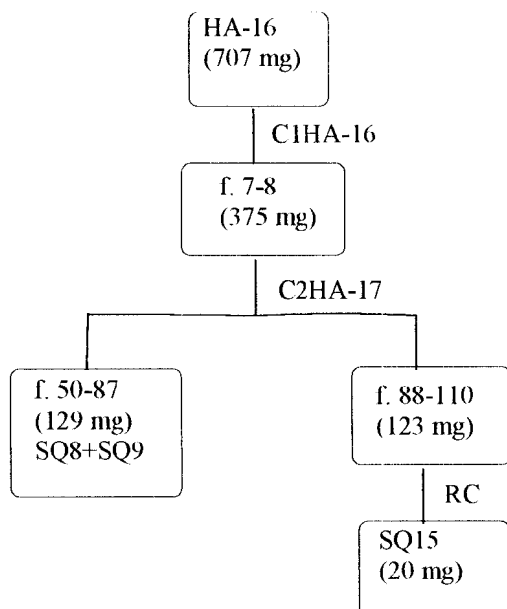 HA-16
(707 mg)
C1HA-16
f. 7-8
(375 mg)
C2HA-17
f. 50-87
(129 mg)
SQ8+SQ9
f. 88-110
(123 mg)
RC
SQ15
(20 mg)